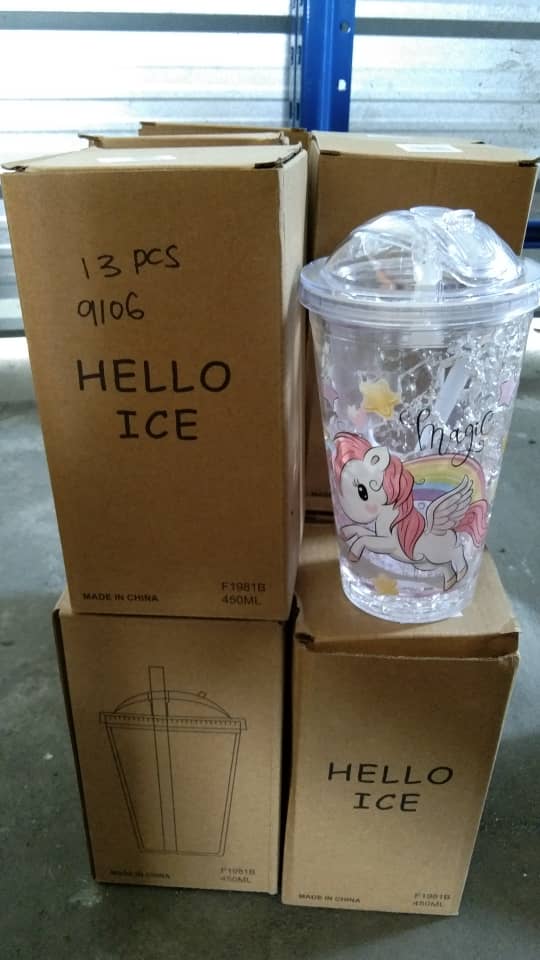 13 PCS
9106
HELLO
ICE
MADE IN CHINA
F1981B
450ML
magic
MADE IN CHINA
F1981B
450ML
HELLO
ICE
MADE IN CHINA
F1981B
450ML